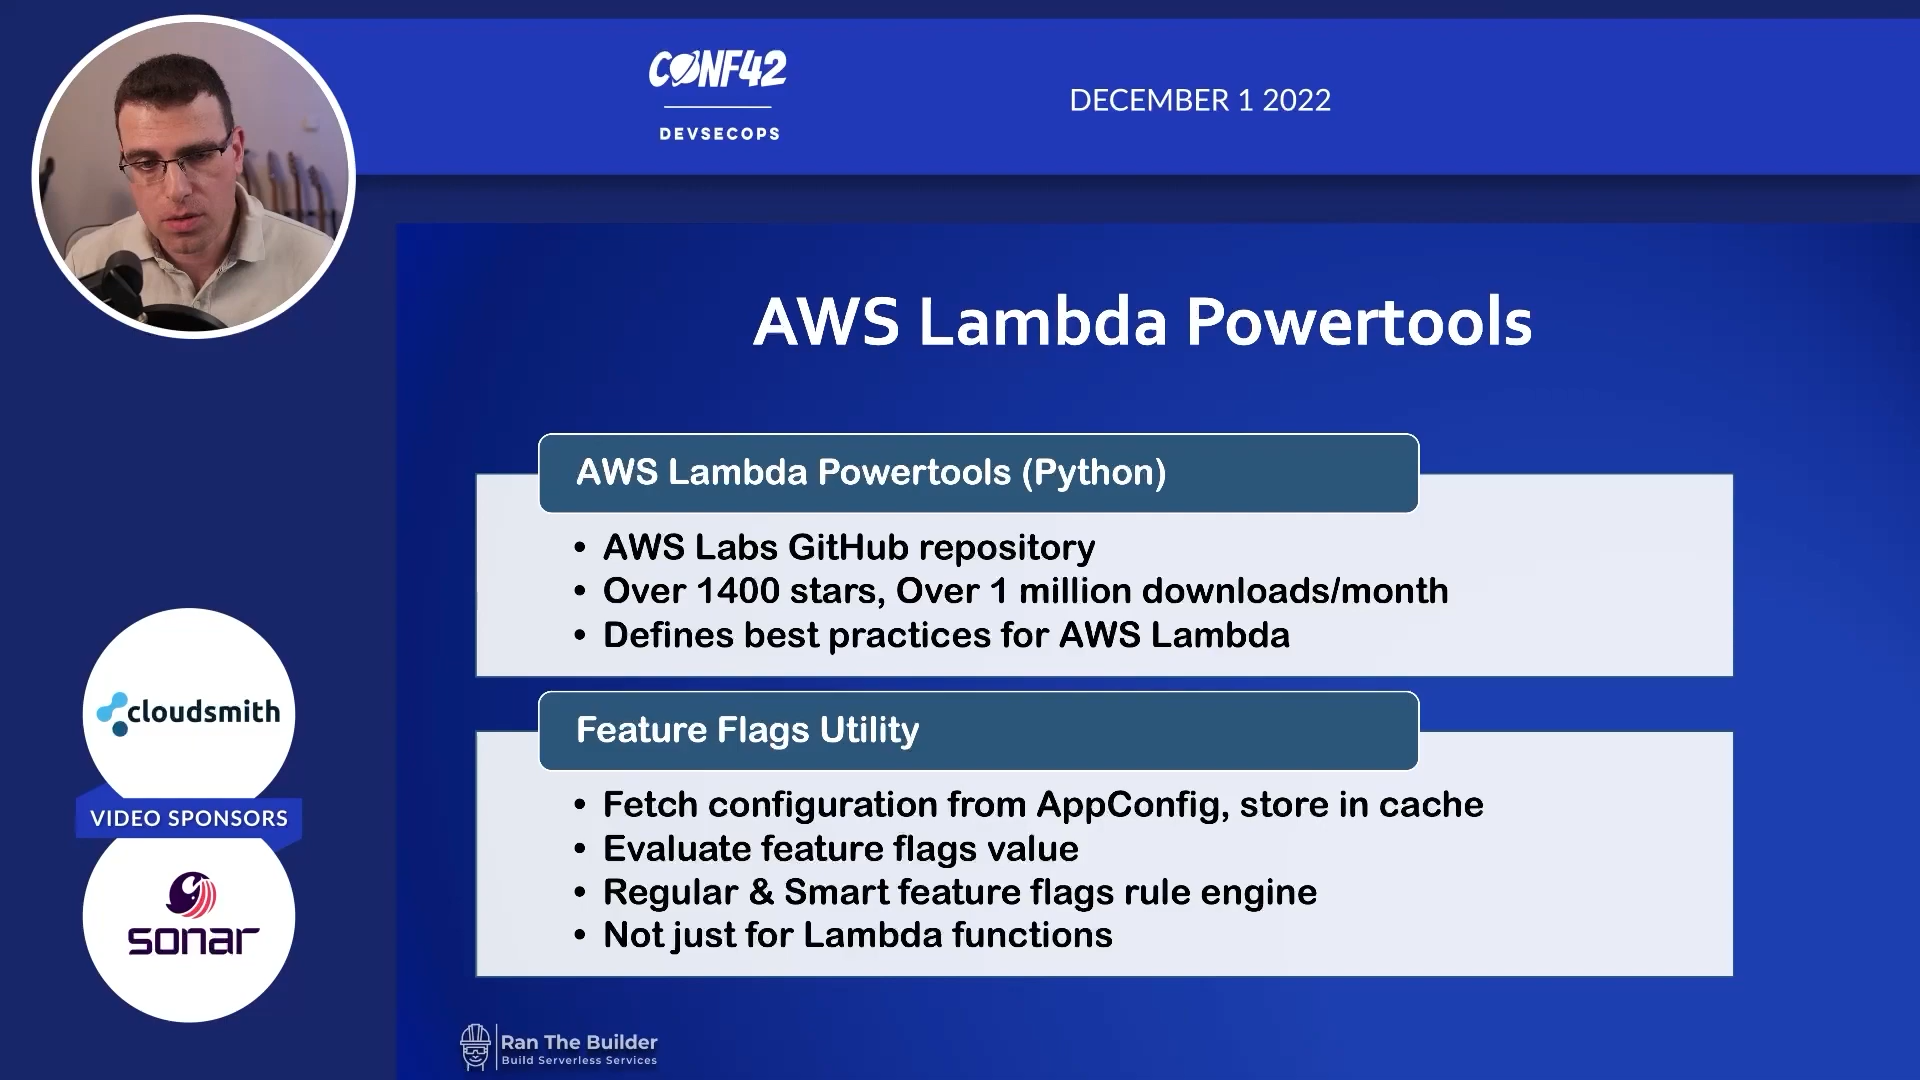 CONF42
DEVSECOPS
DECEMBER 1 2022
AWS Lambda Powertools
AWS Lambda Powertools (Python)
• AWS Labs GitHub repository
• Over 1400 stars, Over 1 million downloads/month
• Defines best practices for AWS Lambda
Feature Flags Utility
• Fetch configuration from AppConfig, store in cache
• Evaluate feature flags value
• Regular & Smart feature flags rule engine
• Not just for Lambda functions
cloudsmith
VIDEO SPONSORS
sonar
Ran The Builder
Build Serverless Services